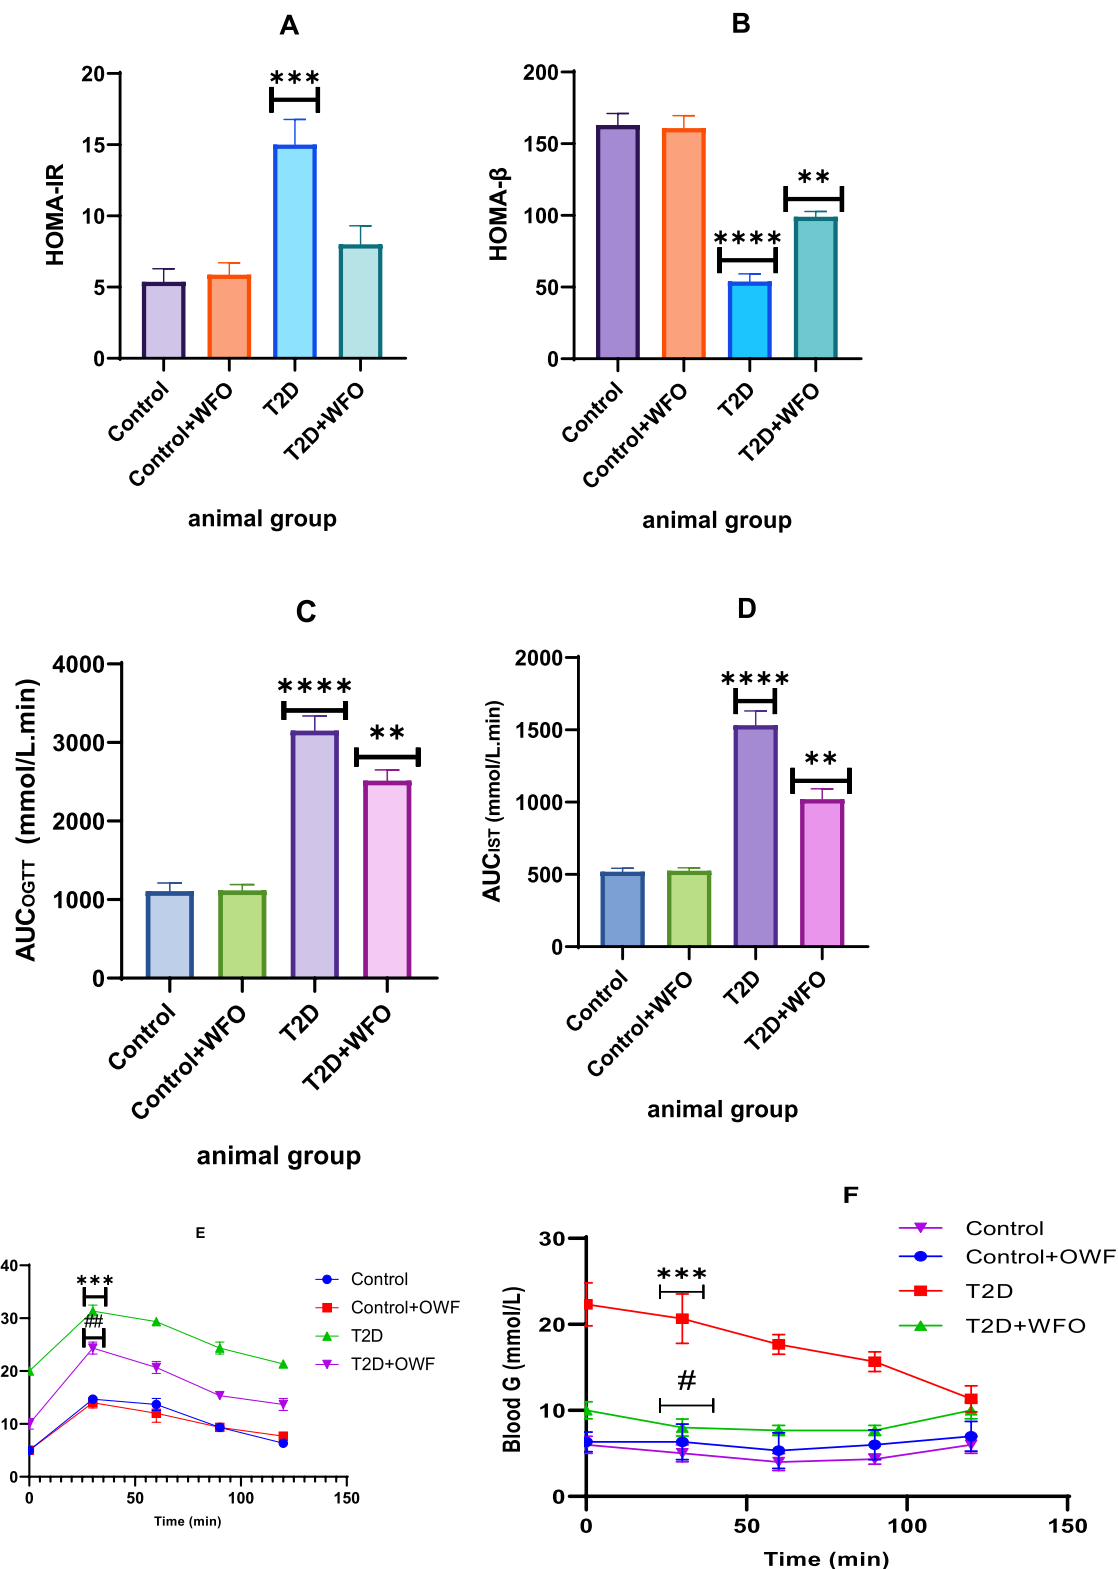 A
HOMA-IR
20
15
10
5
0
***
Control
Control+WFO
T2D
T2D+WFO
animal group
B
HOMA-β
200
150
100
50
0
****
**
Control
Control+WFO
T2D
T2D+WFO
animal group
C
AUCOGTT (mmol/L.min)
4000
3000
2000
1000
0
****
**
Control
Control+WFO
T2D
T2D+WFO
animal group
D
AUCIST (mmol/L.min)
2000
1500
1000
500
0
****
**
Control
Control+WFO
T2D
T2D+WFO
animal group
E
40
30
20
10
0
***
##
0 50 100 150
Time (min)
Control
Control+OWF
T2D
T2D+OWF
F
Blood G (mmol/L)
30
20
10
0
***
#
0 50 100 150
Time (min)
Control
Control+OWF
T2D
T2D+WFO